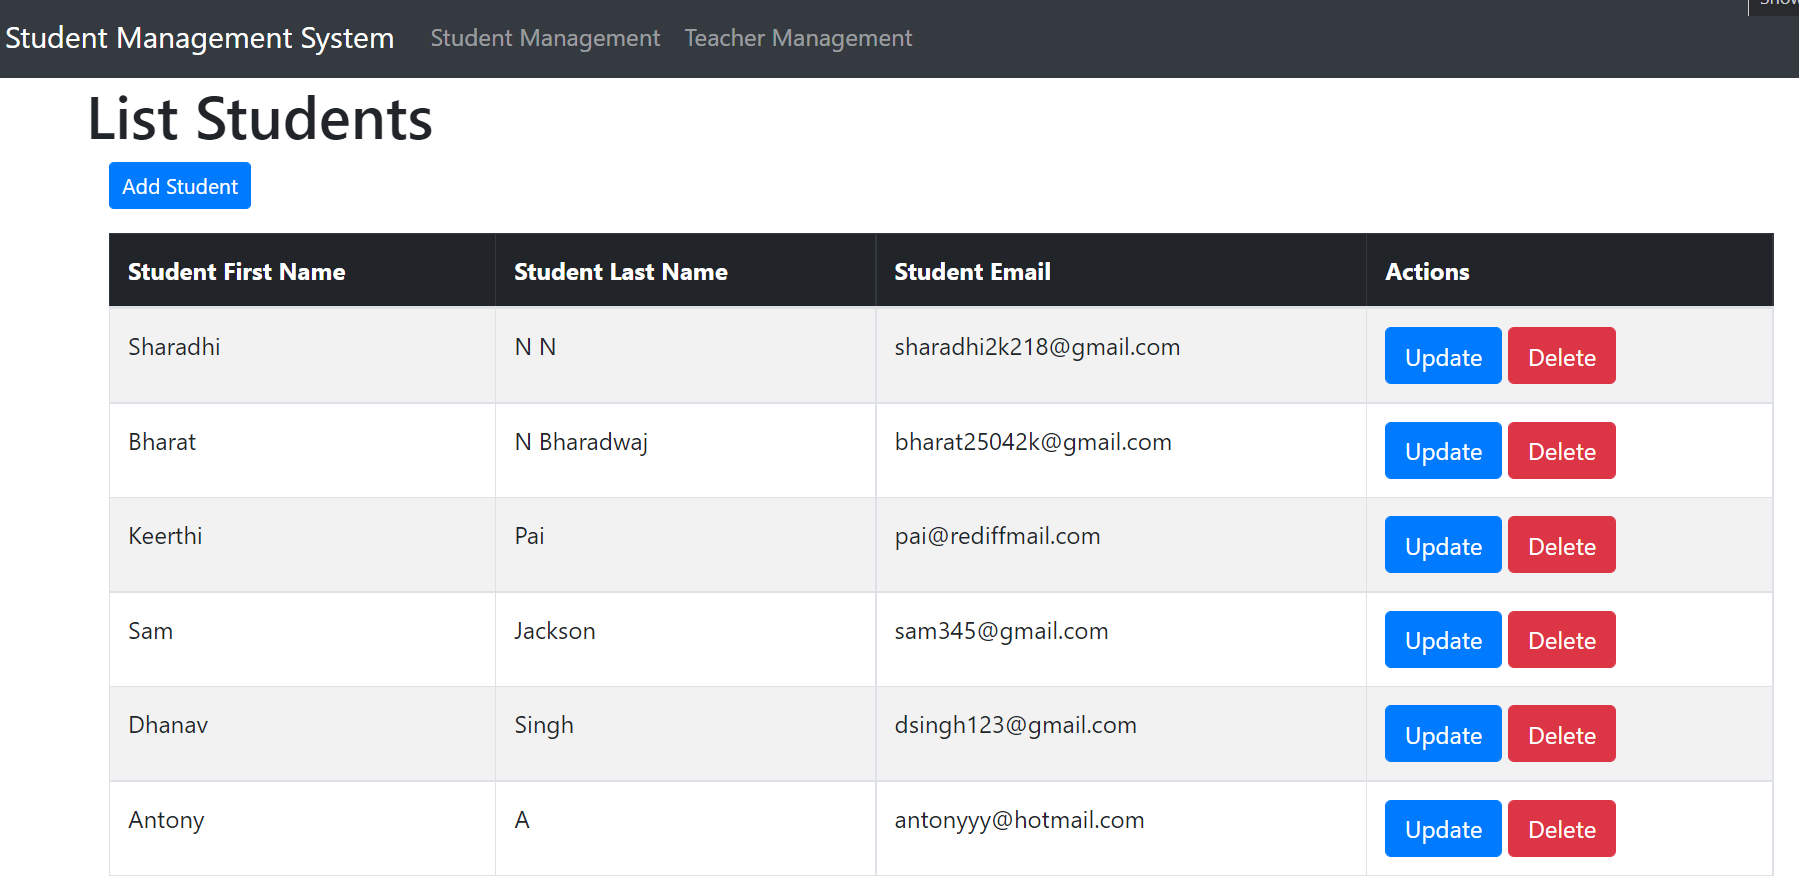 Student Management System Student Management Teacher Management
List Students
Add Student
Student First Name Student Last Name Student Email Actions
Sharadhi N N sharadhi2k218@gmail.com Update Delete
Bharat N Bharadwaj bharat25042k@gmail.com Update Delete
Keerthi Pai pai@rediffmail.com Update Delete
Sam Jackson sam345@gmail.com Update Delete
Dhanav Singh dsingh123@gmail.com Update Delete
Antony A antonyyy@hotmail.com Update Delete